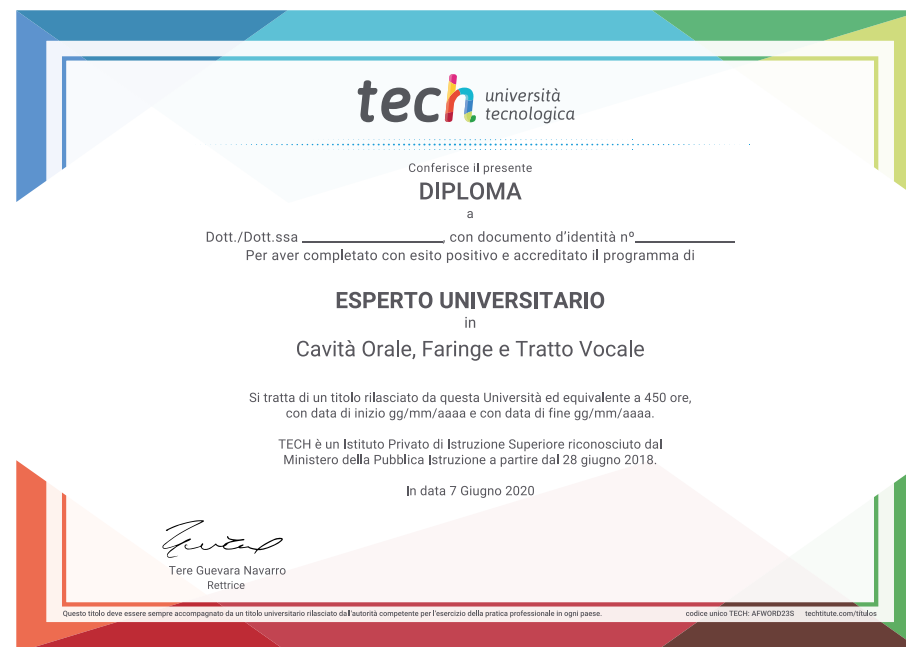 tech università
tecnologica
Conferisce il presente
DIPLOMA
a
Dott./Dott.ssa ____________________, con documento d'identità nº______________
Per aver completato con esito positivo e accreditato il programma di
ESPERTO UNIVERSITARIO
in
Cavità Orale, Faringe e Tratto Vocale
Si tratta di un titolo rilasciato da questa Università ed equivalente a 450 ore,
con data di inizio gg/mm/aaaa e con data di fine gg/mm/aaaa.
TECH è un Istituto Privato di Istruzione Superiore riconosciuto dal
Ministero della Pubblica Istruzione a partire dal 28 giugno 2018.
In data 7 Giugno 2020
Tere Guevara Navarro
Rettrice
Questo titolo deve essere sempre accompagnato da un titolo universitario rilasciato dall'autorità competente per l'esercizio della pratica professionale in ogni paese.
codice unico TECH: AFWORD23S techtitute.com/titulos